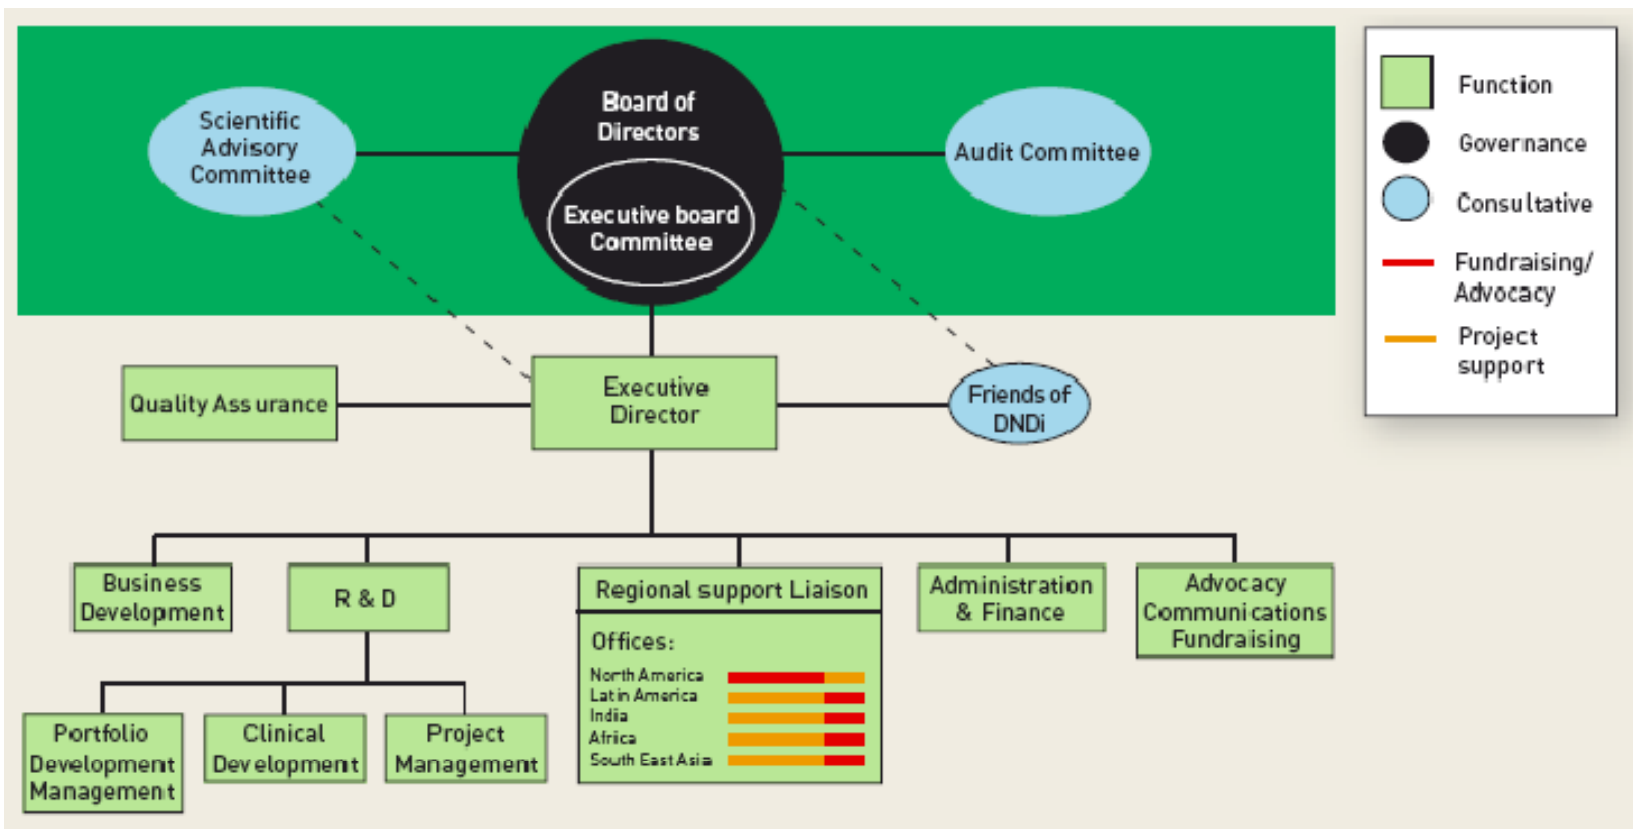 Scientific
Advisory
Committee
Board of
Directors
Executive board
Committee
Audit Committee
Function
Governance
Consultative
Fundraising/
Advocacy
Project
support
Quality Assurance
Executive
Director
Friends of
DNDi
Business
Development
R & D
Regional support Liaison
Offices:
North America
Latin America
India
Africa
South East Asia
Administration
& Finance
Advocacy
Communications
Fundraising
Portfolio
Development
Management
Clinical
Development
Project
Management